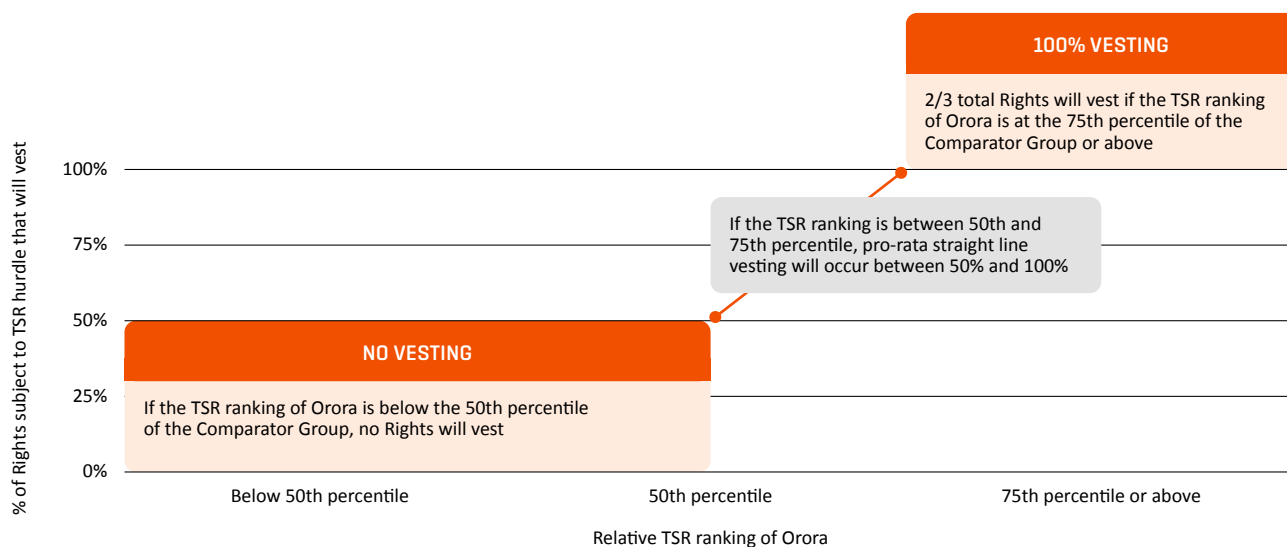 100% VESTING
2/3 total Rights will vest if the TSR ranking
of Orora is at the 75th percentile of the
Comparator Group or above
% of Rights subject to TSR hurdle that will vest
100%
75%
50%
25%
0%
If the TSR ranking is between 50th and
75th percentile, pro-rata straight line
vesting will occur between 50% and 100%
NO VESTING
If the TSR ranking of Orora is below the 50th percentile
of the Comparator Group, no Rights will vest
Below 50th percentile
50th percentile
75th percentile or above
Relative TSR ranking of Orora